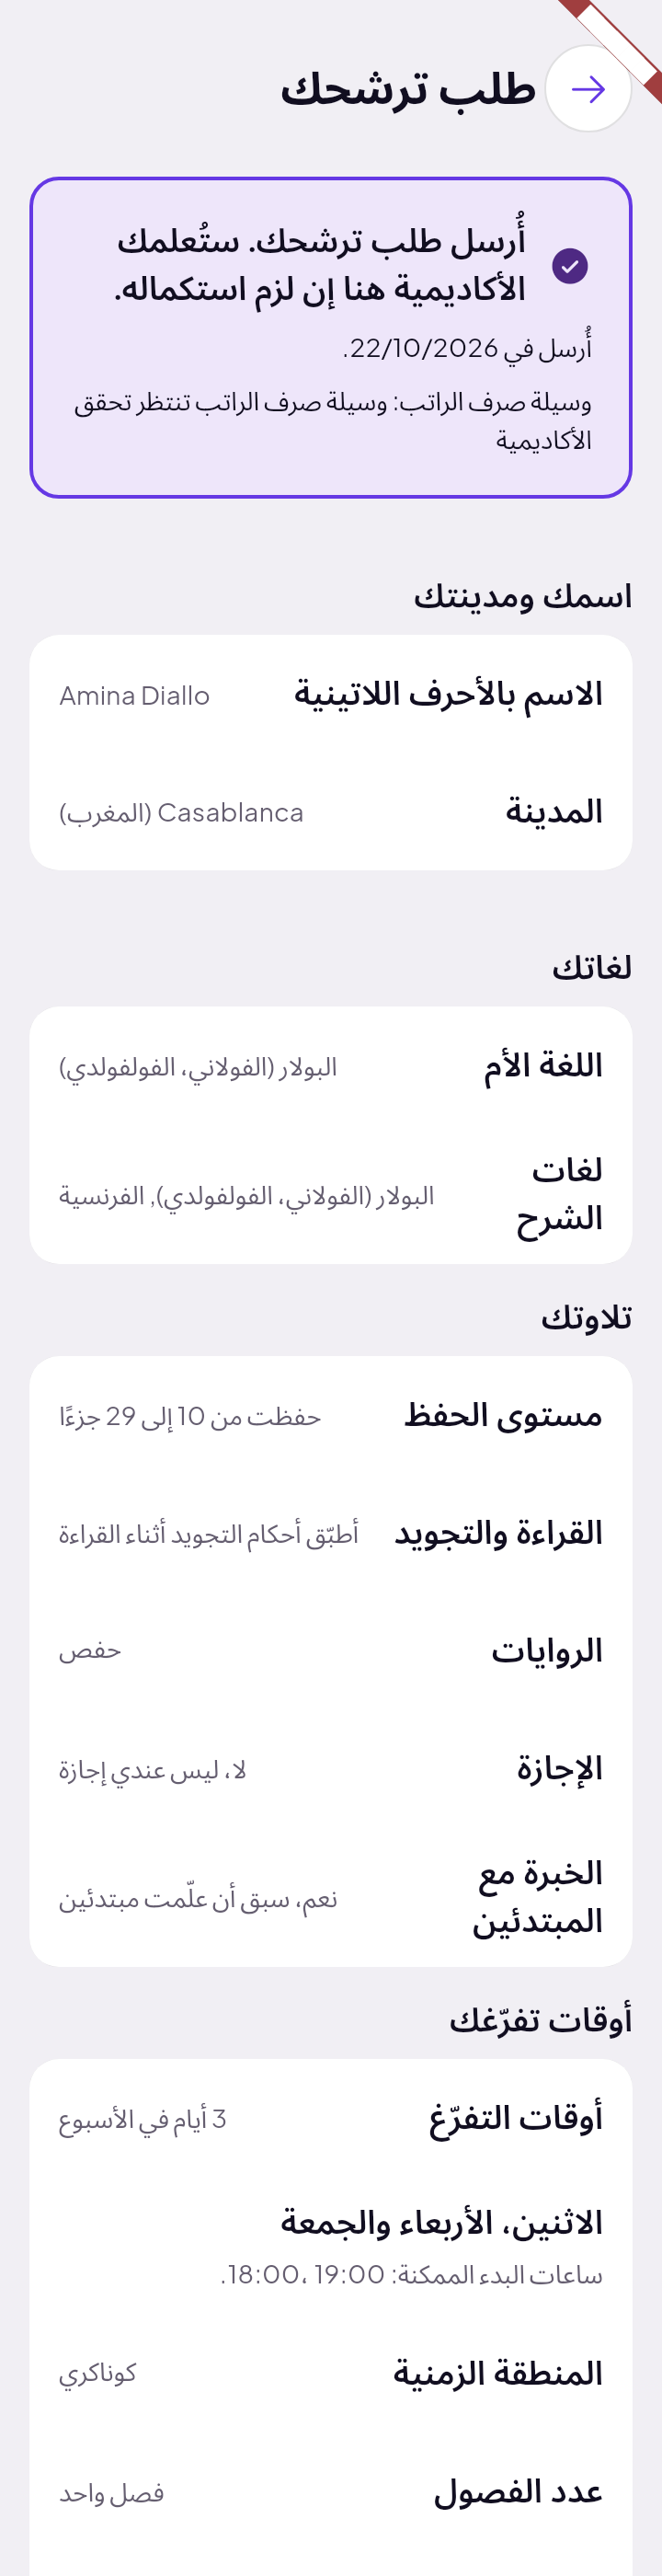 طلب ترشحك
أُرسل طلب ترشحك. ستُعلمك
الأكاديمية هنا إن لزم استكماله.
أُرسل في 22/10/2026.
وسيلة صرف الراتب: وسيلة صرف الراتب تنتظر تحقق
الأكاديمية
اسمك ومدينتك
الاسم بالأحرف اللاتينية Amina Diallo
المدينة Casablanca (المغرب)
لغاتك
اللغة الأم البولار (الفولاني، الفولفولدي)
لغات
الشرح
البولار (الفولاني، الفولفولدي), الفرنسية
تلاوتك
مستوى الحفظ حفظت من 10 إلى 29 جزءًا
القراءة والتجويد أطبّق أحكام التجويد أثناء القراءة
الروايات حفص
الإجازة لا، ليس عندي إجازة
الخبرة مع
المبتدئين
نعم، سبق أن علّمت مبتدئين
أوقات تفرّغك
أوقات التفرّغ 3 أيام في الأسبوع
الاثنين، الأربعاء والجمعة
ساعات البدء الممكنة: 19:00 ،18:00.
المنطقة الزمنية كوناكري
عدد الفصول فصل واحد